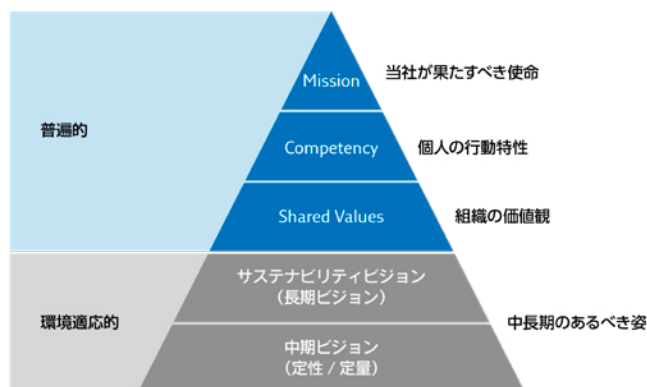 Mission
当社が果たすべき使命
普遍的
Competency
個人の行動特性
Shared Values
組織の価値観
サステナビリティビジョン
（長期ビジョン）
環境適応的
中長期のあるべき姿
中期ビジョン
（定性 / 定量）